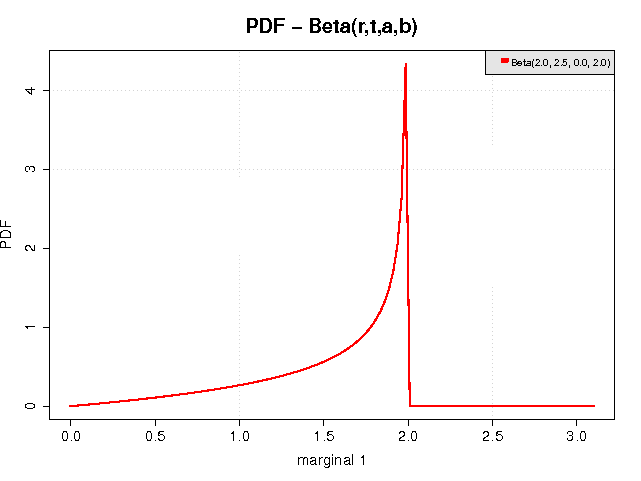 PDF − Beta(r,t,a,b)
Beta(2.0, 2.5, 0.0, 2.0)
4
3
2
1
0
PDF
0.0 0.5 1.0 1.5 2.0 2.5 3.0
marginal 1